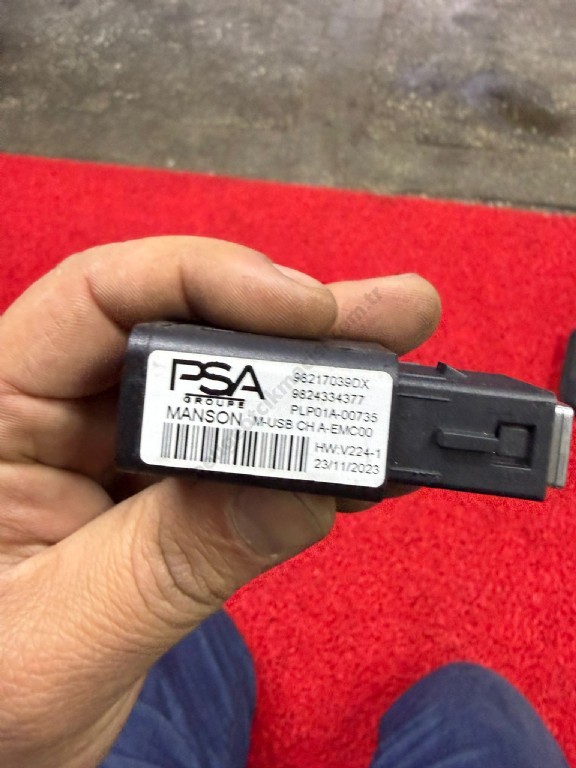 PSA
GROUPE
98217039DX
9824334377
PLP01A-00735
MANSON M-USB CH A-EMC00
HW:V224-1
23/11/2023